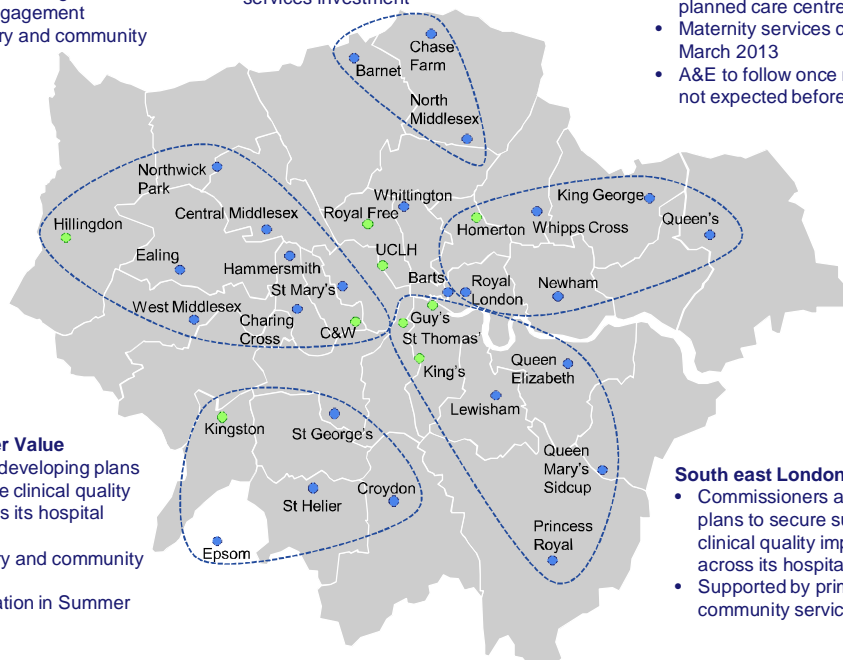 gagement
ry and community
services investment
planned care centre
Maternity services
March 2013
A&E to follow once
not expected before
Chase
Farm
Barnet
North
Middlesex
Northwick
Park
Whittington
King George
Central Middlesex
Royal Free
Hillingdon
Homerton
Whipps Cross
Queen's
UCLH
Ealing
Hammersmith
Barts
Royal
London
Newham
St Mary's
West Middlesex
Charing
Cross
C&W
Guy's
St Thomas'
King's
Queen
Elizabeth
Lewisham
Kingston
St George's
Queen
Mary's
Sidcup
St Helier
Croydon
Princess
Royal
Epsom
er Value
developing plans
e clinical quality
s its hospital
ry and community
ation in Summer
South east London
• Commissioners a
plans to secure su
clinical quality imp
across its hospita
• Supported by prim
community servic